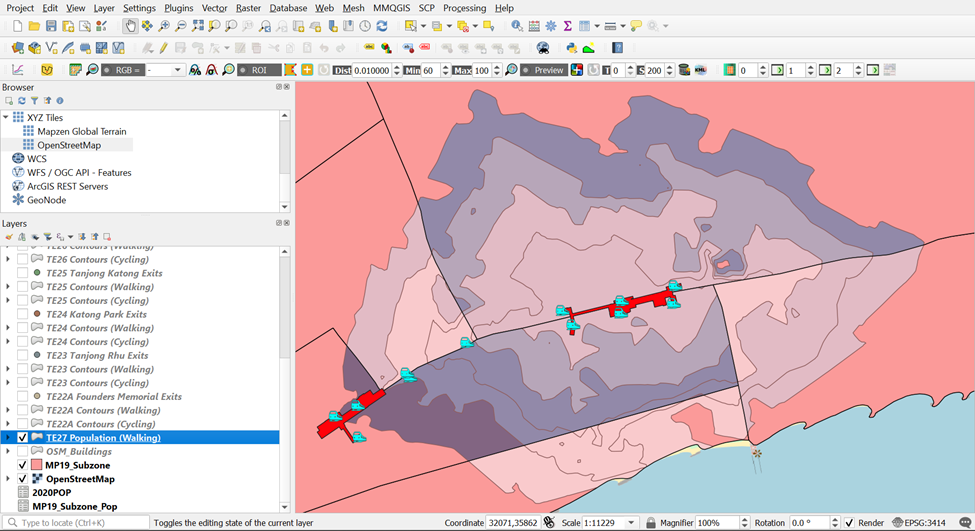 Project Edit View Layer Settings Plugins Vector Raster Database Web Mesh MMQGIS SCP Processing Help
RGB = - ROI Dist 0.010000 Min 60 Max 100 Preview T 0 S 200 0 1 2
Browser
XYZ Tiles
Mapzen Global Terrain
OpenStreetMap
WCS
WFS / OGC API - Features
ArcGIS REST Servers
GeoNode
Layers
TE26 Contours (Walking)
TE26 Contours (Cycling)
TE25 Tanjong Katong Exits
TE25 Contours (Walking)
TE25 Contours (Cycling)
TE24 Katong Park Exits
TE24 Contours (Walking)
TE24 Contours (Cycling)
TE23 Tanjong Rhu Exits
TE23 Contours (Walking)
TE23 Contours (Cycling)
TE22A Founders Memorial Exits
TE22A Contours (Walking)
TE22A Contours (Cycling)
TE27 Population (Walking)
OSM_Buildings
MP19_Subzone
OpenStreetMap
2020POP
MP19_Subzone_Pop
Type to locate (Ctrl+K) Toggles the editing state of the current layer Coordinate 32071,35862 Scale 1:11229 Magnifier 100% Rotation 0.0 ° Render EPSG:3414